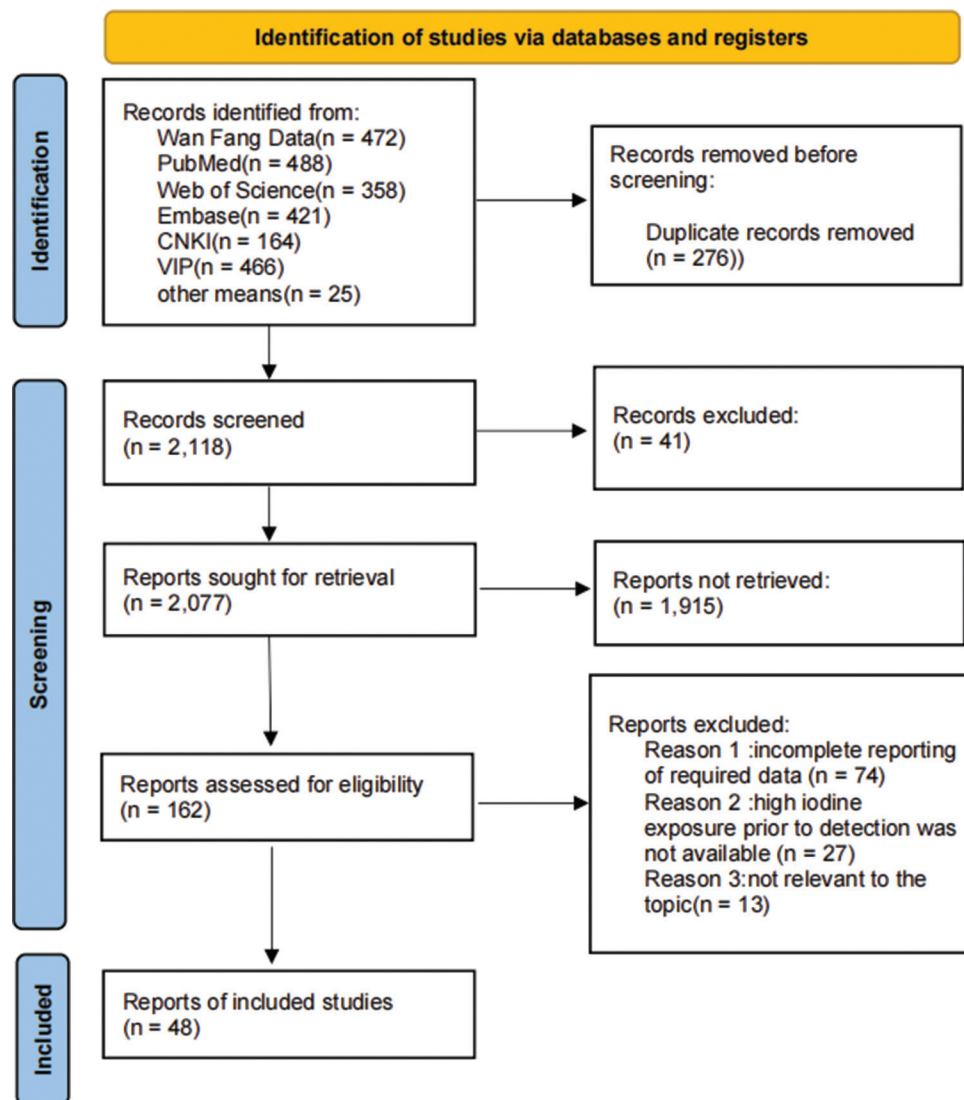 Identification of studies via databases and registers
Identification
Records identified from:
Wan Fang Data(n = 472)
PubMed(n = 488)
Web of Science(n = 358)
Embase(n = 421)
CNKI(n = 164)
VIP(n = 466)
other means(n = 25)
Records removed before
screening:
Duplicate records removed
(n = 276))
Screening
Records screened
(n = 2,118)
Records excluded:
(n = 41)
Reports sought for retrieval
(n = 2,077)
Reports not retrieved:
(n = 1,915)
Reports assessed for eligibility
(n = 162)
Reports excluded:
Reason 1 :incomplete reporting
of required data (n = 74)
Reason 2 :high iodine
exposure prior to detection was
not available (n = 27)
Reason 3:not relevant to the
topic(n = 13)
Included
Reports of included studies
(n = 48)